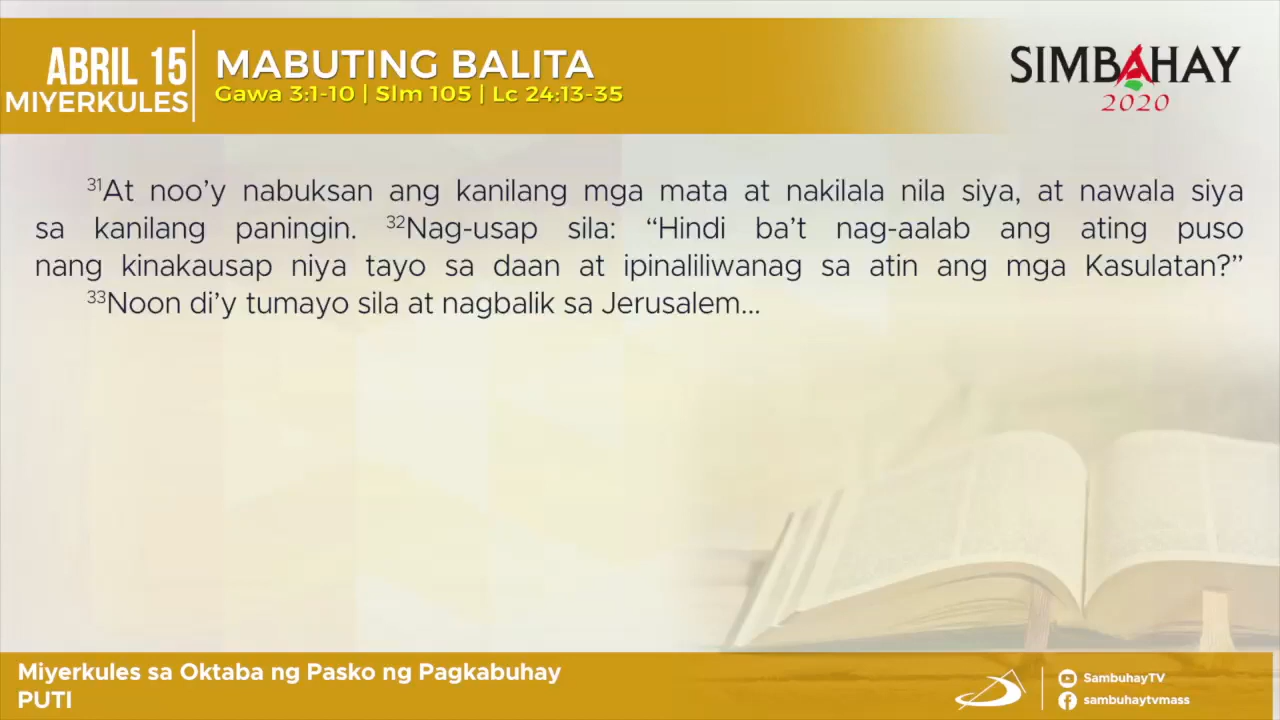 ABRIL 15
MIYERKULES
MABUTING BALITA
Gawa 3:1-10 | Slm 105 | Lc 24:13-35
SIMBAHAY
2020
³¹At noo’y nabuksan ang kanilang mga mata at nakilala nila siya, at nawala siya
sa kanilang paningin. ³²Nag-usap sila: “Hindi ba’t nag-aalab ang ating puso
nang kinakausap niya tayo sa daan at ipinaliliwanag sa atin ang mga Kasulatan?”
³³Noon di’y tumayo sila at nagbalik sa Jerusalem...
Miyerkules sa Oktaba ng Pasko ng Pagkabuhay
PUTI
SambuhayTV
sambuhaytvmass